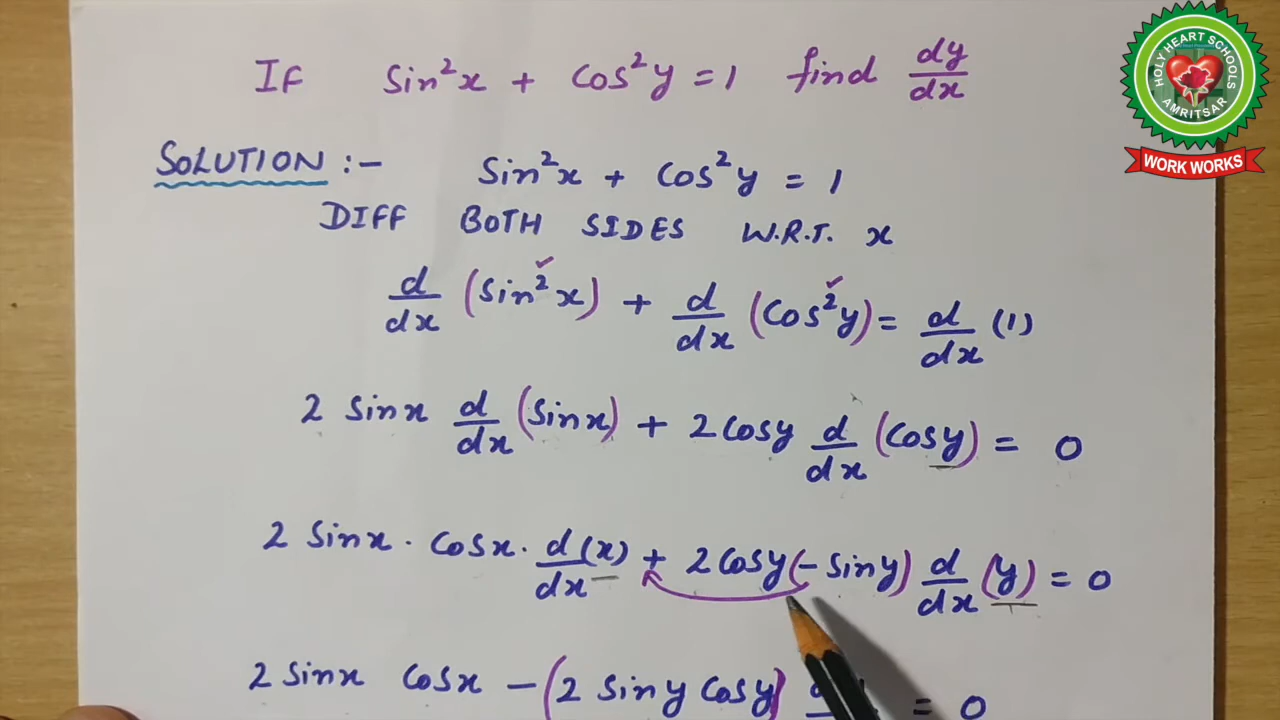 If Sin²x + Cos²y = 1 find dy/dx
SOLUTION :- Sin²x + Cos²y = 1
DIFF BOTH SIDES W.R.T. x
d/dx (Sin²x) + d/dx (Cos²y) = d/dx (1)
2 Sinx d/dx (Sinx) + 2Cosy d/dx (Cosy) = 0
2 Sinx · Cosx · d(x)/dx + 2Cosy (- Siny) d/dx (y) = 0
2 Sinx Cosx - (2 Siny Cosy) = 0
HOLY HEART SCHOOLS
AMRITSAR
WORK WORKS